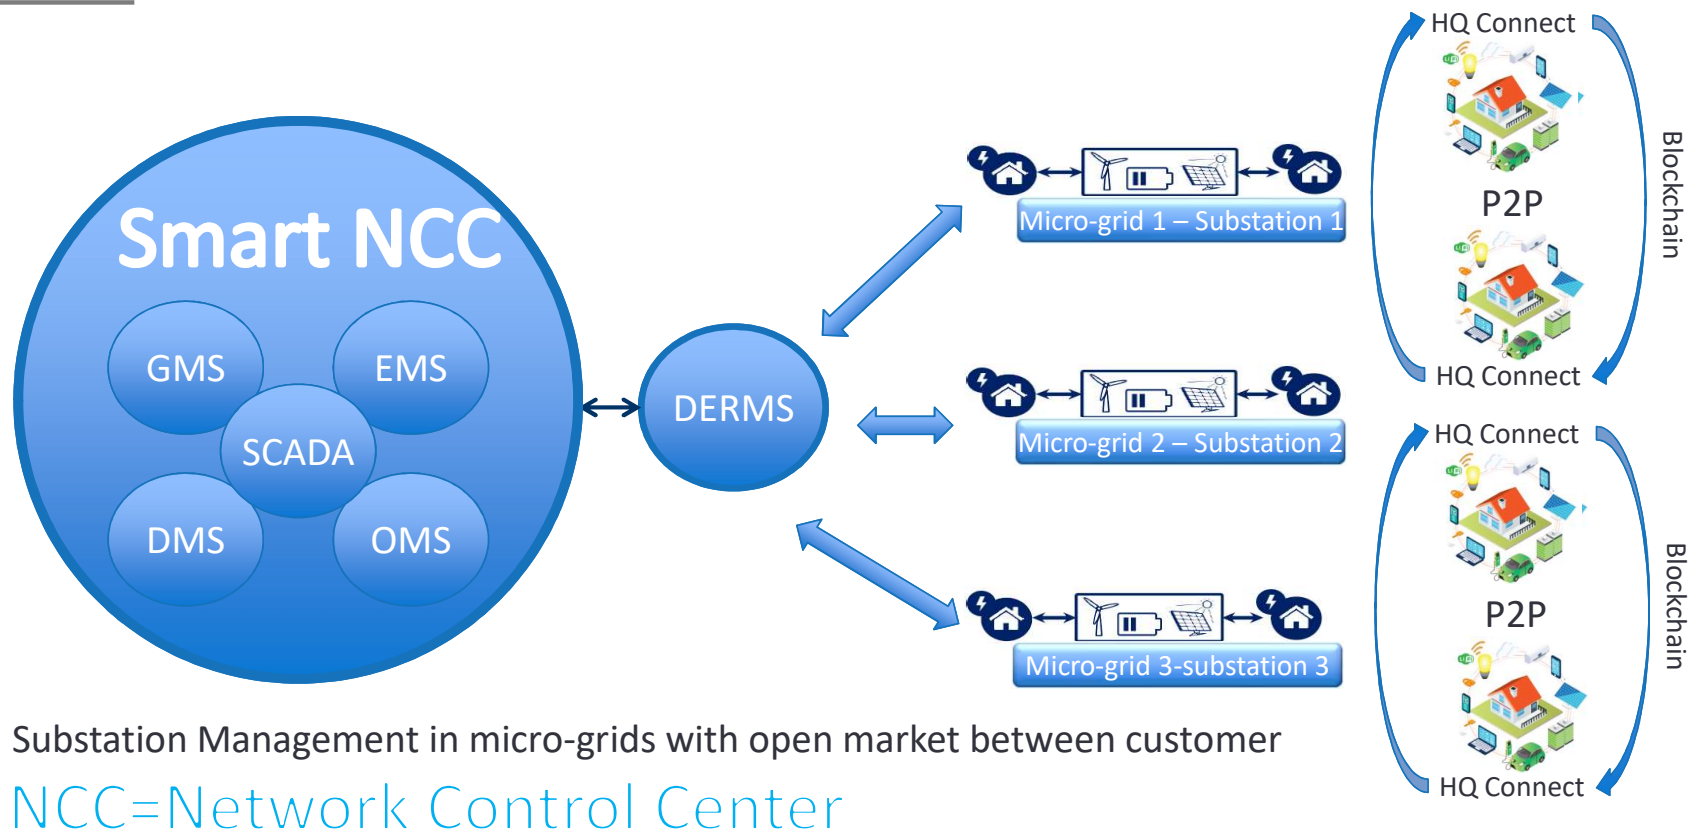 Smart NCC
GMS
EMS
SCADA
DMS
OMS
DERMS
Micro-grid 1 – Substation 1
Micro-grid 2 – Substation 2
Micro-grid 3-substation 3
HQ Connect
P2P
HQ Connect
Blockchain
HQ Connect
P2P
HQ Connect
Blockchain
Substation Management in micro-grids with open market between customer
NCC=Network Control Center